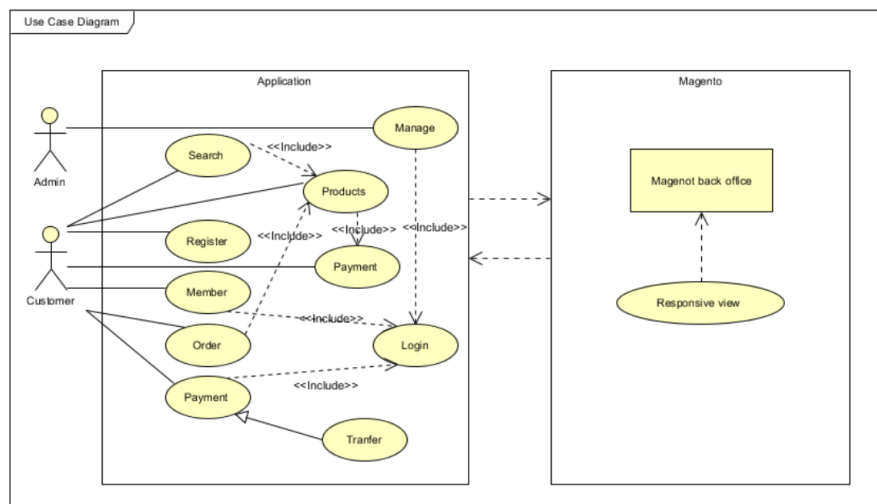 Use Case Diagram
Application
Magento
Admin
Manage
Search
<<Include>>
Products
Magenot back office
Customer
Register
<<Include>>
<<Include>>
<<Include>>
Payment
Member
Responsive view
<<Include>>
Order
Login
<<Include>>
Payment
Tranfer